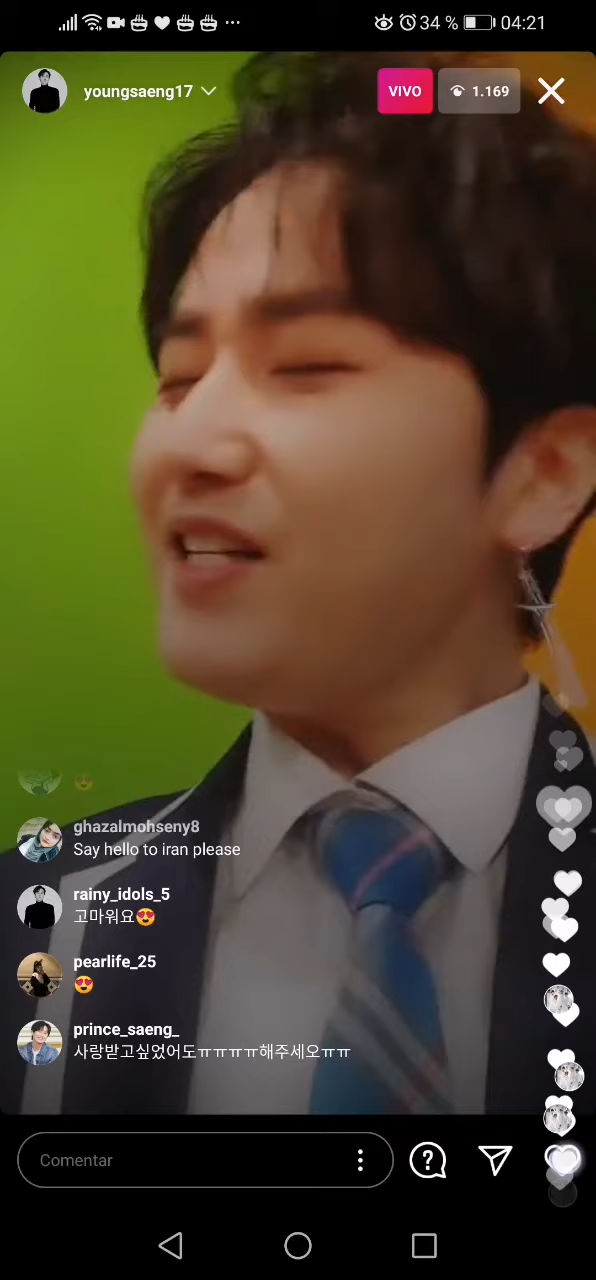 34 % 04:21
youngsaeng17
VIVO 1.169
ghazalmohseny8
Say hello to iran please
rainy_idols_5
고마워요😍
pearlife_25
😍
prince_saeng_
사랑받고싶었어도ㅠㅠㅠㅠ해주세오ㅠㅠ
Comentar